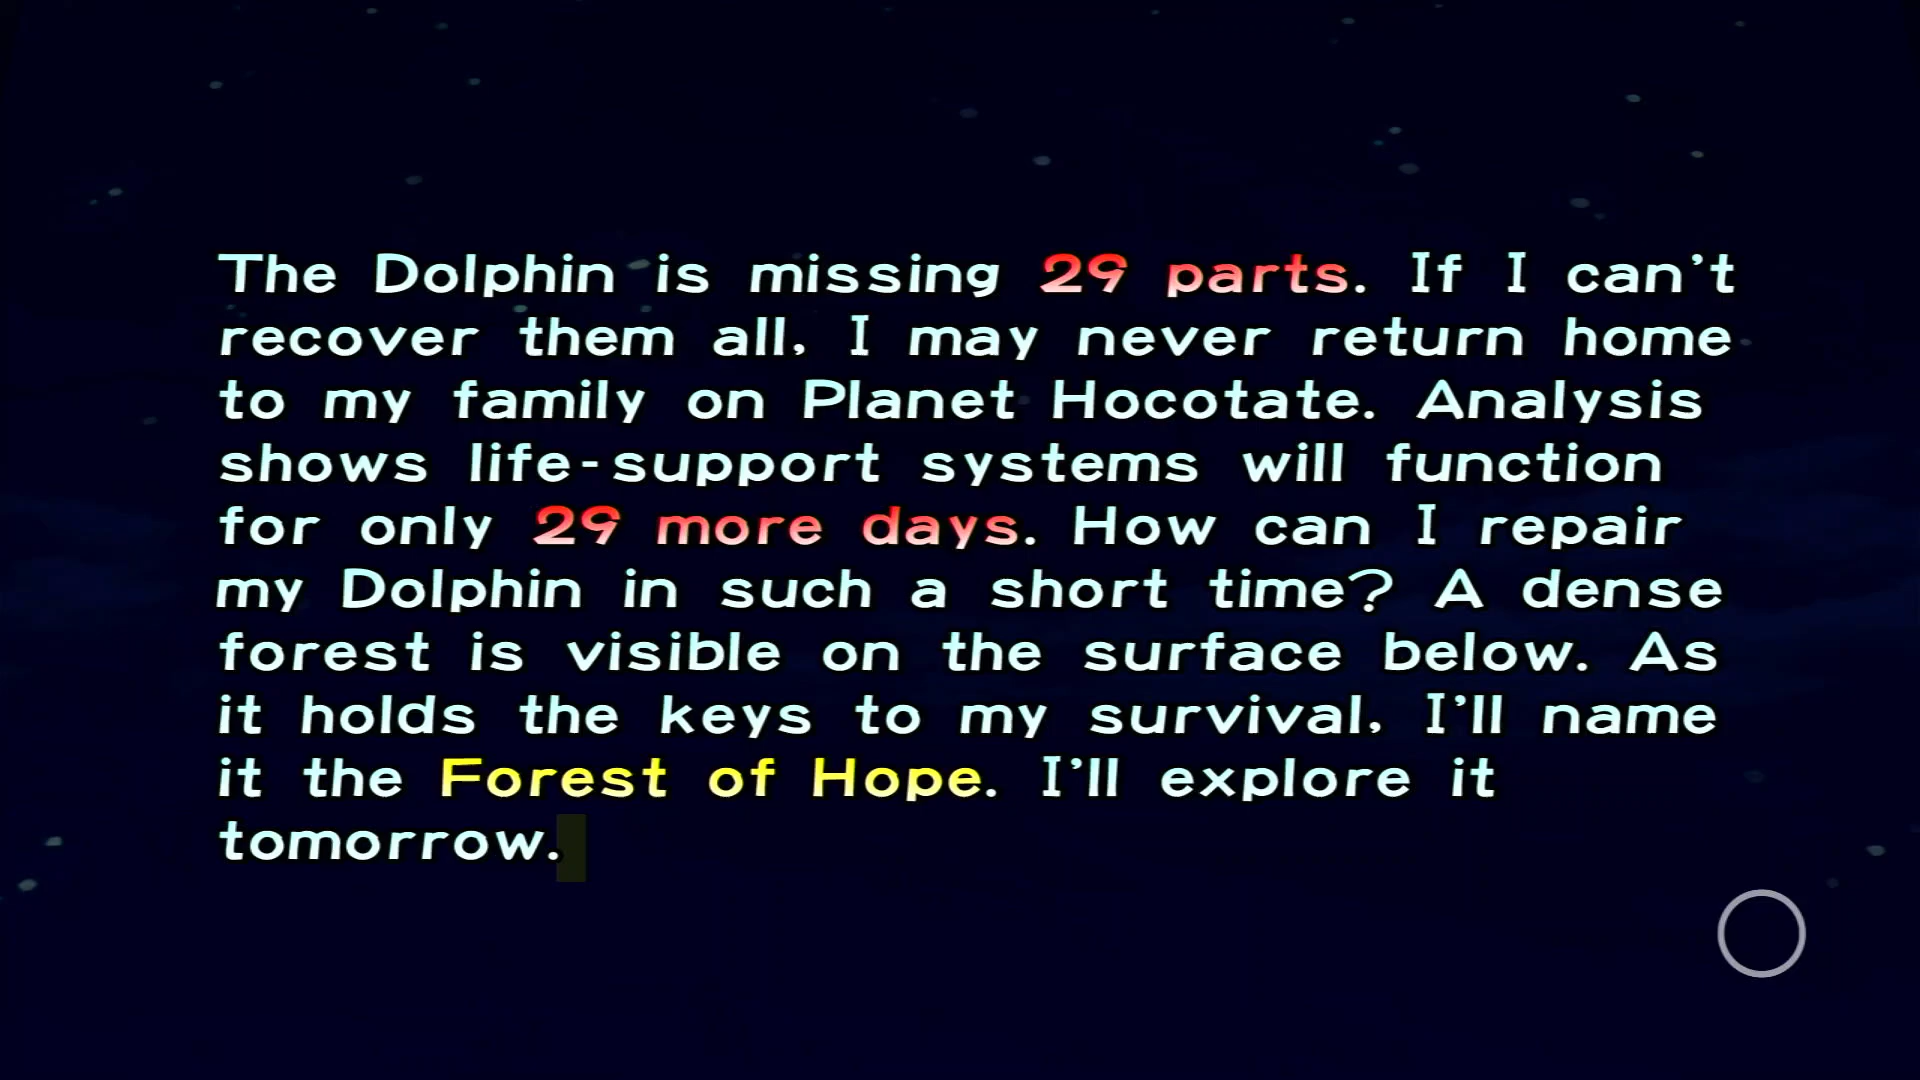 The Dolphin is missing 29 parts. If I can't
recover them all, I may never return home
to my family on Planet Hocotate. Analysis
shows life-support systems will function
for only 29 more days. How can I repair
my Dolphin in such a short time? A dense
forest is visible on the surface below. As
it holds the keys to my survival, I'll name
it the Forest of Hope. I'll explore it
tomorrow.